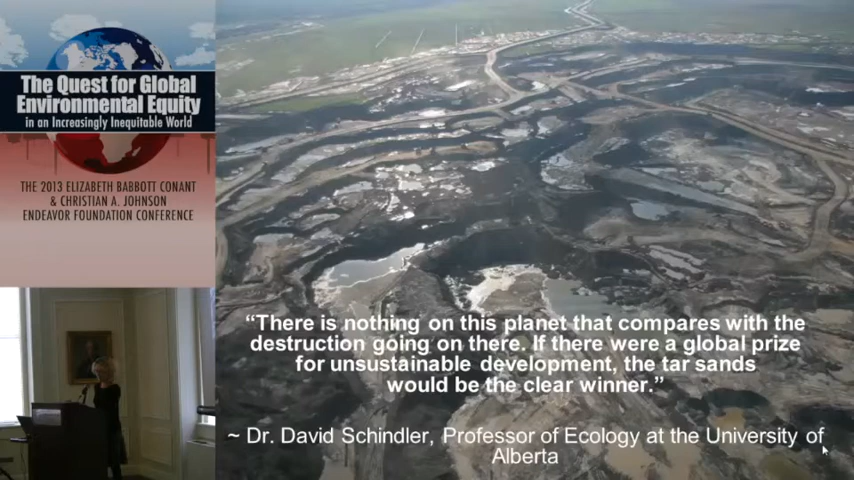 The Quest for Global
Environmental Equity
in an Increasingly Inequitable World
THE 2013 ELIZABETH BABBOTT CONANT
& CHRISTIAN A. JOHNSON
ENDEAVOR FOUNDATION CONFERENCE
“There is nothing on this planet that compares with the
destruction going on there. If there were a global prize
for unsustainable development, the tar sands
would be the clear winner.”
~ Dr. David Schindler, Professor of Ecology at the University of
Alberta